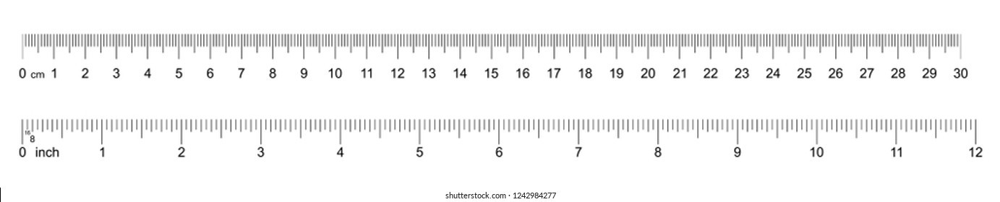 0 cm 1 2 3 4 5 6 7 8 9 10 11 12 13 14 15 16 17 18 19 20 21 22 23 24 25 26 27 28 29 30
16
8
0 inch 1 2 3 4 5 6 7 8 9 10 11 12
shutterstock.com · 1242984277